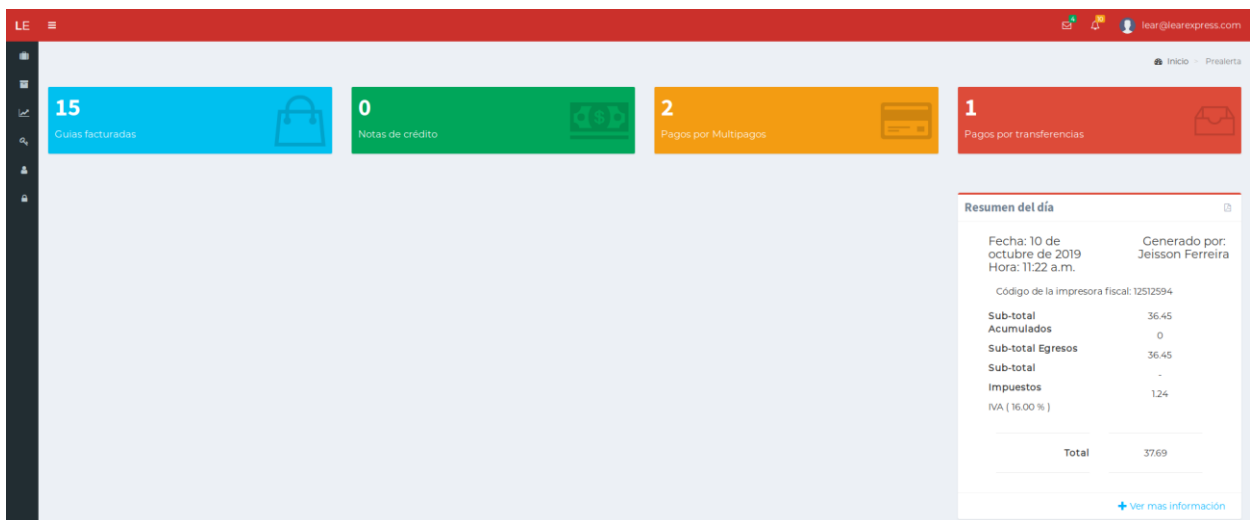 LE
4
10
lear@learexpress.com
Inicio > Prealerta
15
Guias facturadas
0
Notas de crédito
2
Pagos por Multipagos
1
Pagos por transferencias
Resumen del día
Fecha: 10 de
octubre de 2019
Hora: 11:22 a.m.
Generado por:
Jeisson Ferreira
Código de la impresora fiscal: 12512594
Sub-total 36.45
Acumulados
0
Sub-total Egresos
36.45
Sub-total
-
Impuestos
1.24
IVA ( 16.00 % )
Total 37.69
Ver mas información